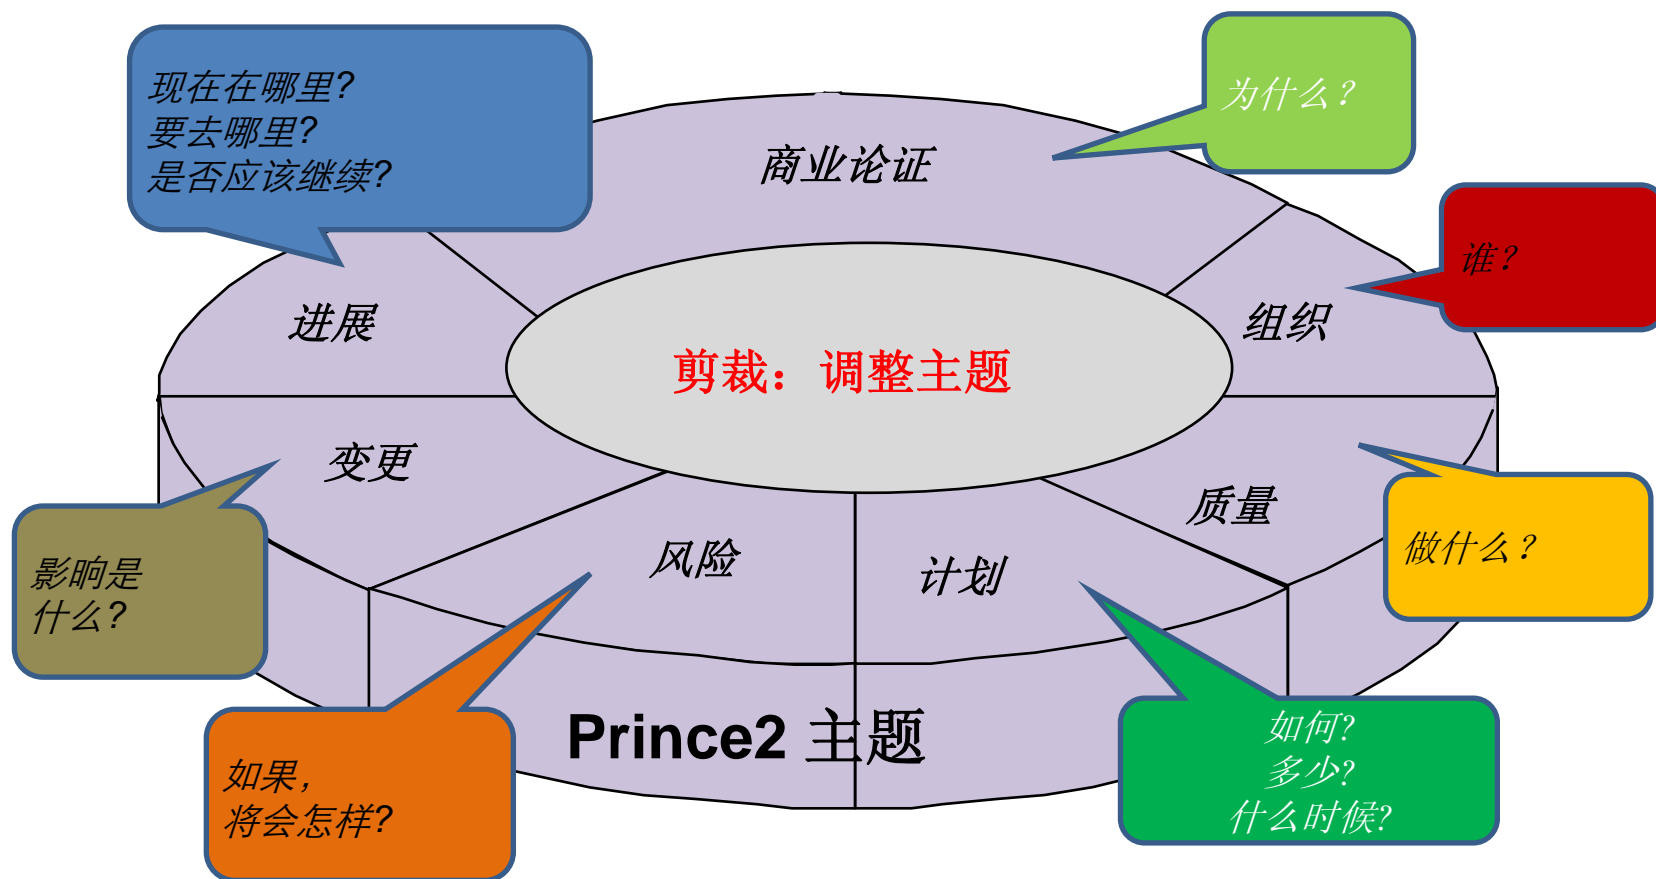 现在在哪里?
要去哪里?
是否应该继续?
为什么？
商业论证
谁？
进展
组织
剪裁：调整主题
变更
质量
做什么？
影响是
什么?
风险
计划
Prince2 主题
如何?
多少?
什么时候?
如果，
将会怎样?